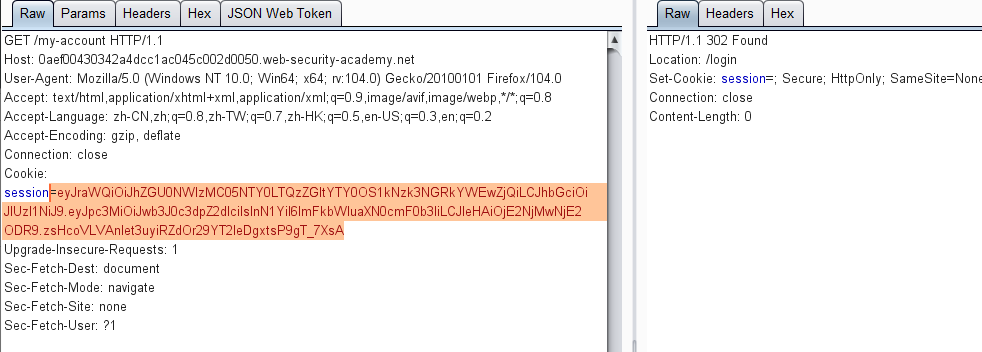 Raw Params Headers Hex JSON Web Token
GET /my-account HTTP/1.1
Host: 0aef00430342a4dcc1ac045c002d0050.web-security-academy.net
User-Agent: Mozilla/5.0 (Windows NT 10.0; Win64; x64; rv:104.0) Gecko/20100101 Firefox/104.0
Accept: text/html,application/xhtml+xml,application/xml;q=0.9,image/avif,image/webp,*/*;q=0.8
Accept-Language: zh-CN,zh;q=0.8,zh-TW;q=0.7,zh-HK;q=0.5,en-US;q=0.3,en;q=0.2
Accept-Encoding: gzip, deflate
Connection: close
Cookie:
session=eyJraWQiOiJhZGU0NWIzMC05NTY0LTQzZGItYTY0OS1kNzk3NGRkYWEwZjQiLCJhbGciOi
JIUzI1NiJ9.eyJpc3MiOiJwb3J0c3dpZ2dlciIsInN1YiI6ImFkbWluaXN0cmF0b3IiLCJleHAiOjE2NjMwNjE2
ODR9.zsHcoVLVAnlet3uyiRZdOr29YT2IeDgxtsP9gT_7XsA
Upgrade-Insecure-Requests: 1
Sec-Fetch-Dest: document
Sec-Fetch-Mode: navigate
Sec-Fetch-Site: none
Sec-Fetch-User: ?1
Raw Headers Hex
HTTP/1.1 302 Found
Location: /login
Set-Cookie: session=; Secure; HttpOnly; SameSite=None
Connection: close
Content-Length: 0